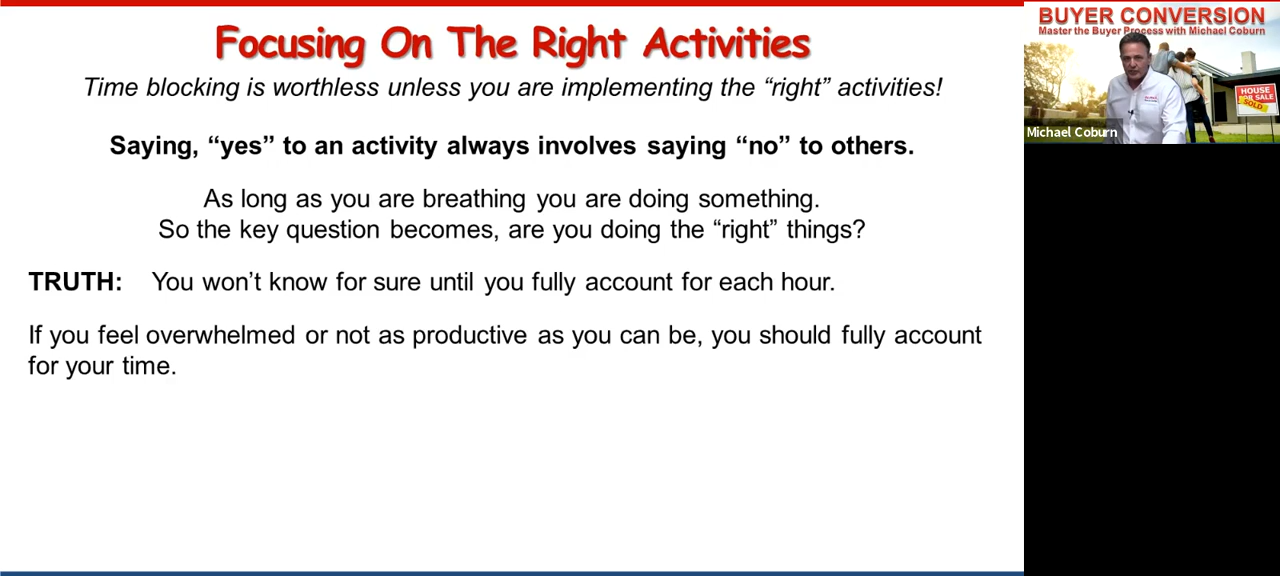 Focusing On The Right Activities
Time blocking is worthless unless you are implementing the “right” activities!
Saying, “yes” to an activity always involves saying “no” to others.
As long as you are breathing you are doing something.
So the key question becomes, are you doing the “right” things?
TRUTH: You won’t know for sure until you fully account for each hour.
If you feel overwhelmed or not as productive as you can be, you should fully account
for your time.
BUYER CONVERSION
Master the Buyer Process with Michael Coburn
HOUSE
FOR SALE
SOLD
Michael Coburn